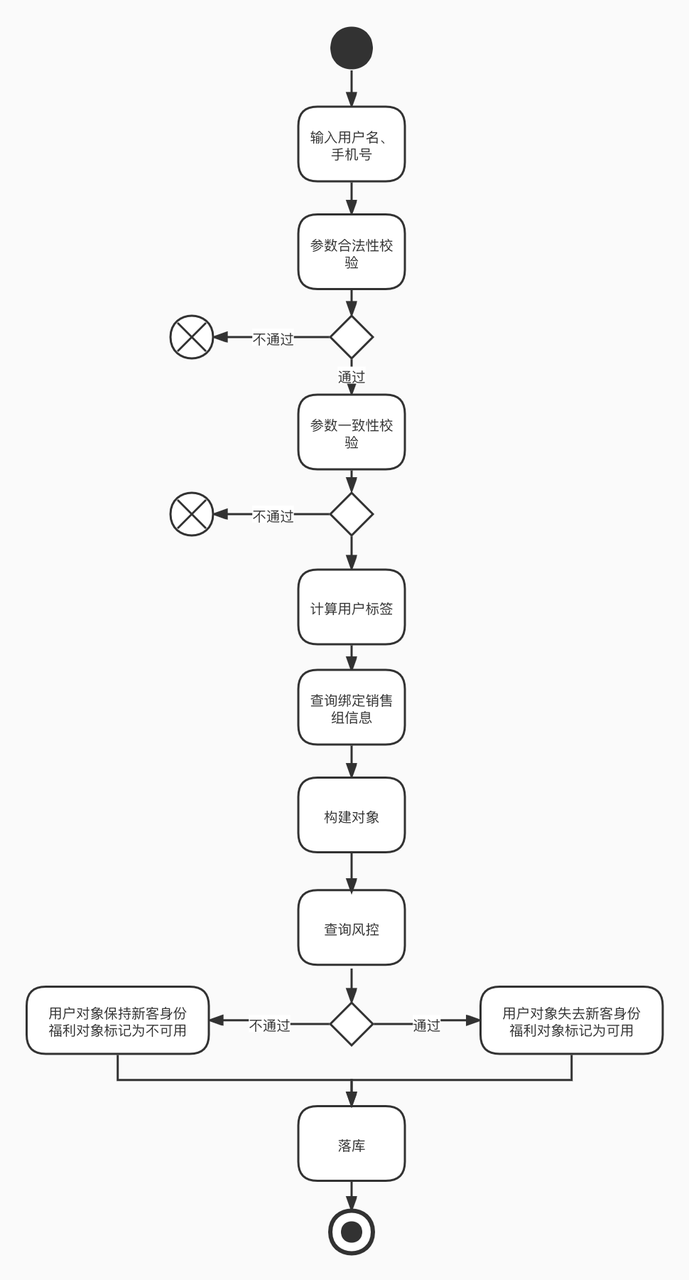 输入用户名、
手机号
参数合法性校
验
不通过
通过
参数一致性校
验
不通过
计算用户标签
查询绑定销售
组信息
构建对象
查询风控
用户对象保持新客身份
福利对象标记为不可用
不通过
通过
用户对象失去新客身份
福利对象标记为可用
落库